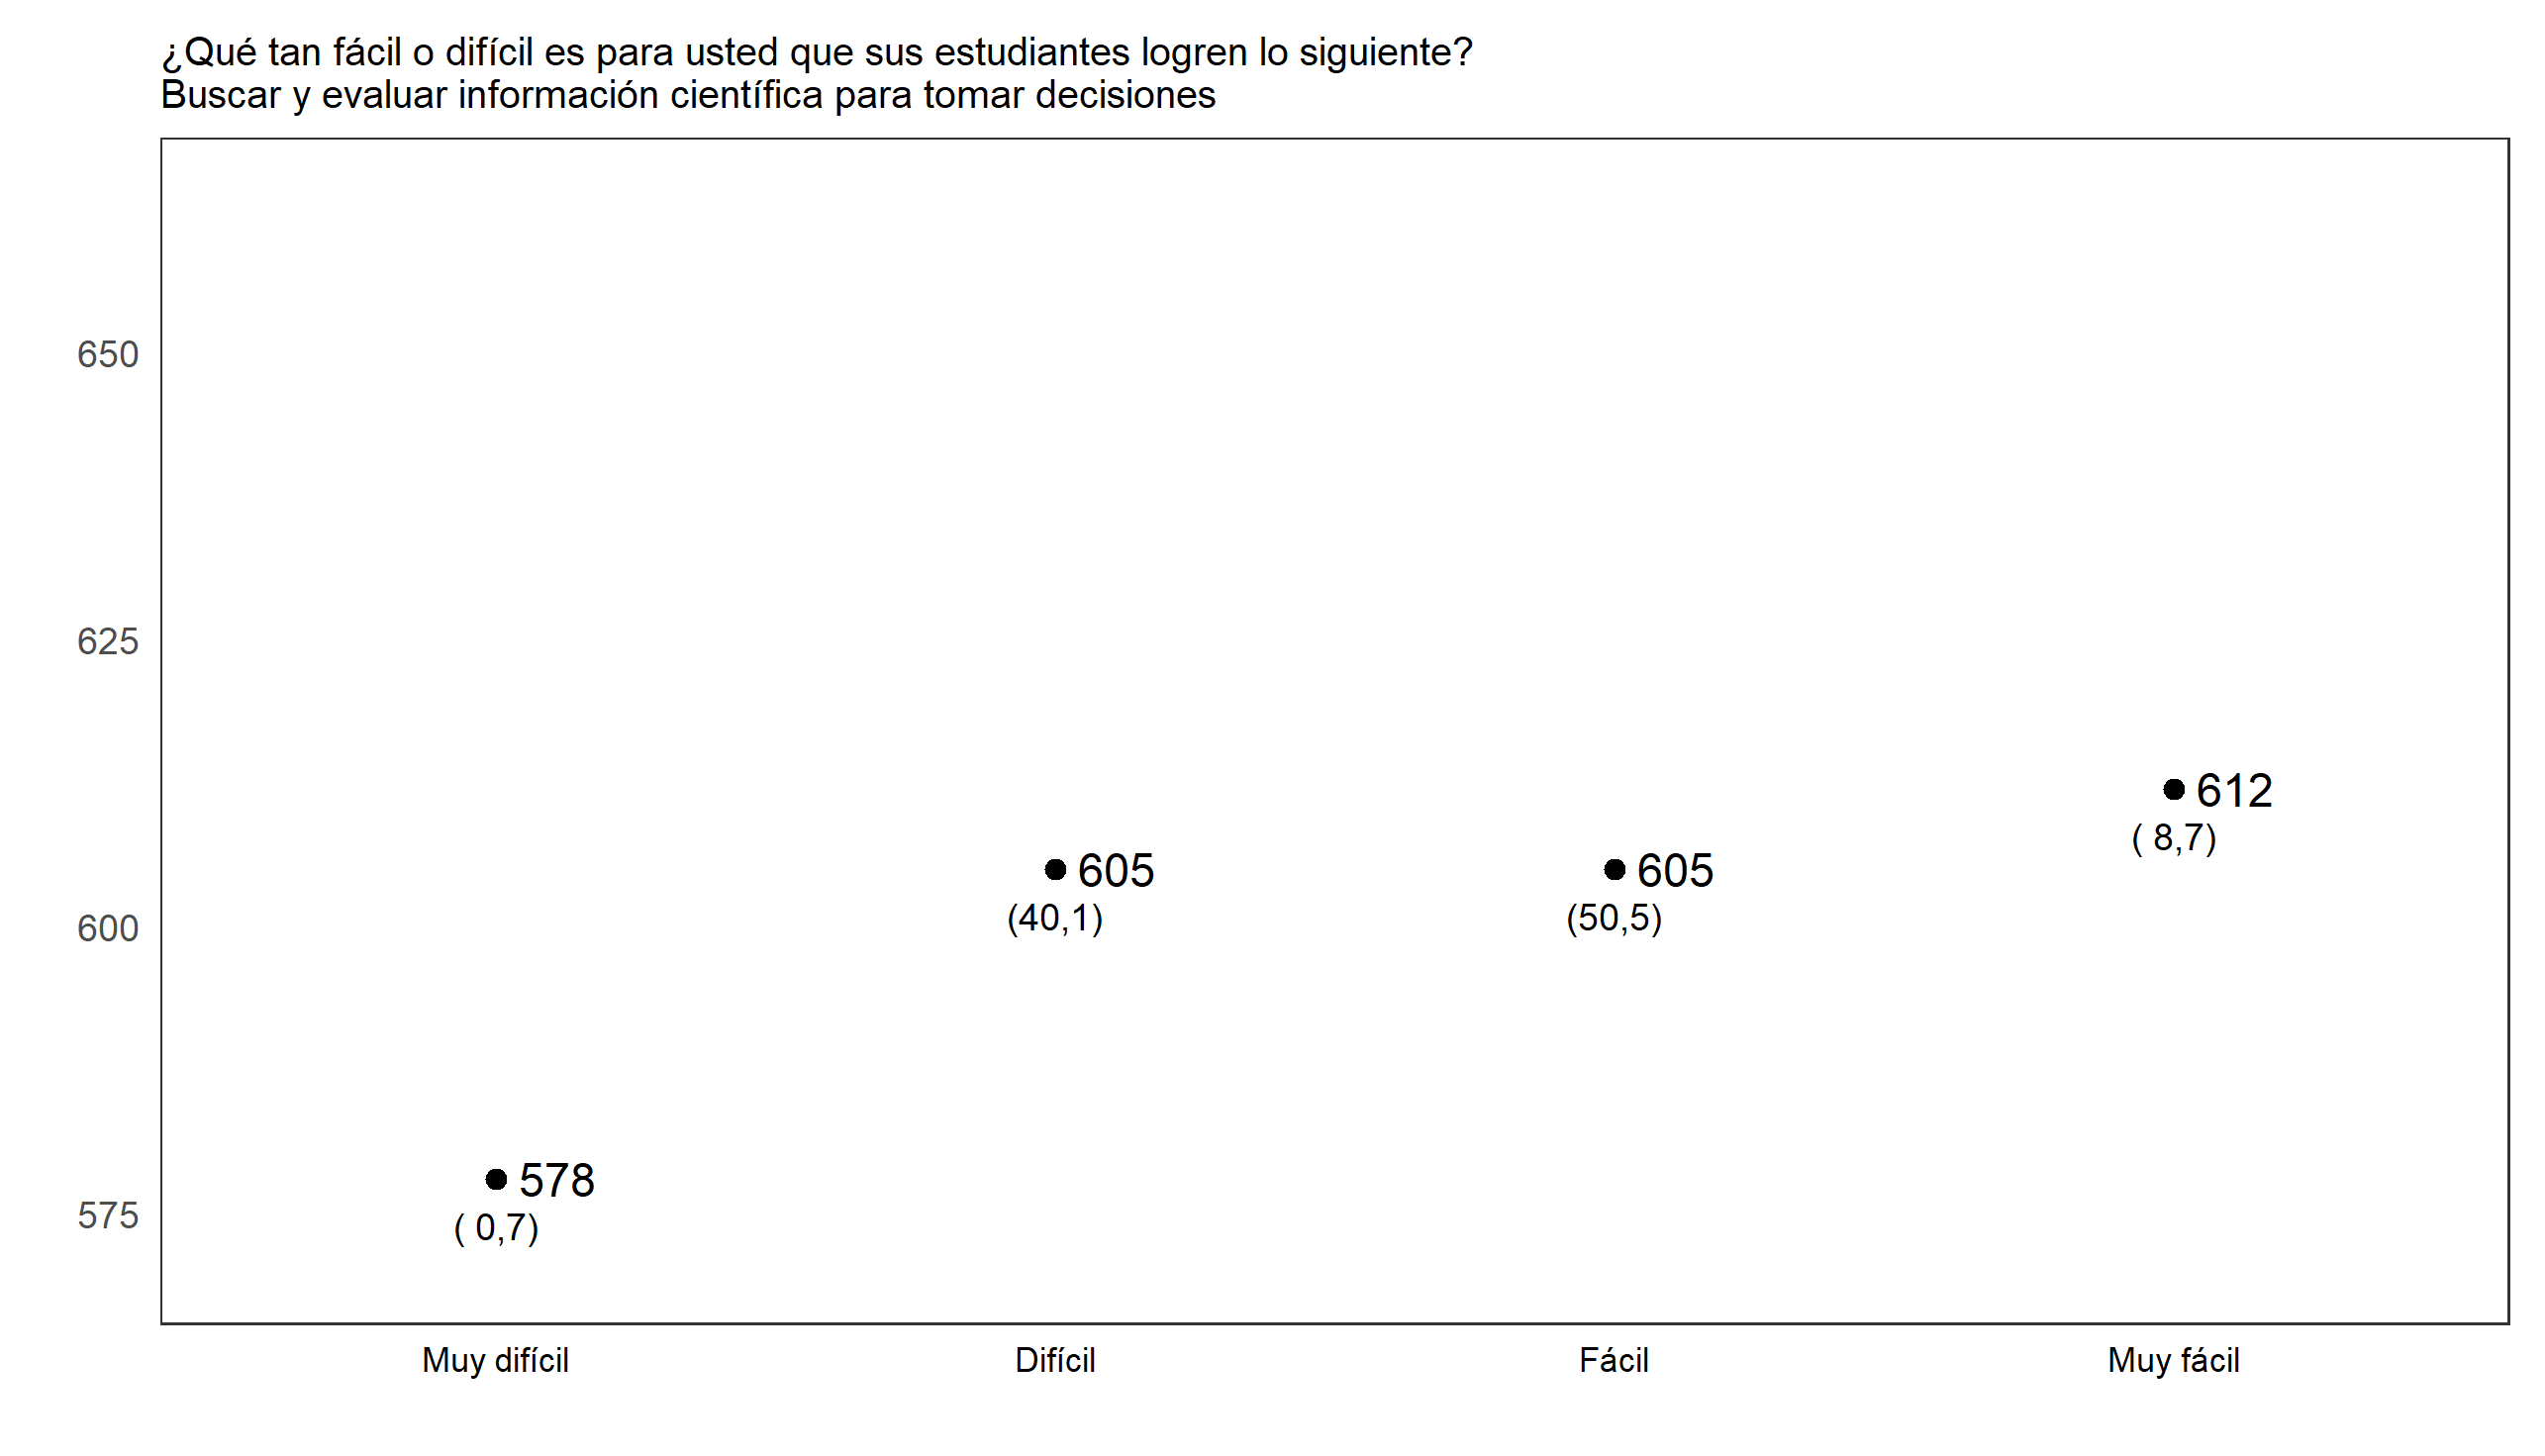 ¿Qué tan fácil o difícil es para usted que sus estudiantes logren lo siguiente?
Buscar y evaluar información científica para tomar decisiones
650
625
612
( 8,7)
605
(40,1)
605
(50,5)
600
578
( 0,7)
575
Muy difícil
Difícil
Fácil
Muy fácil